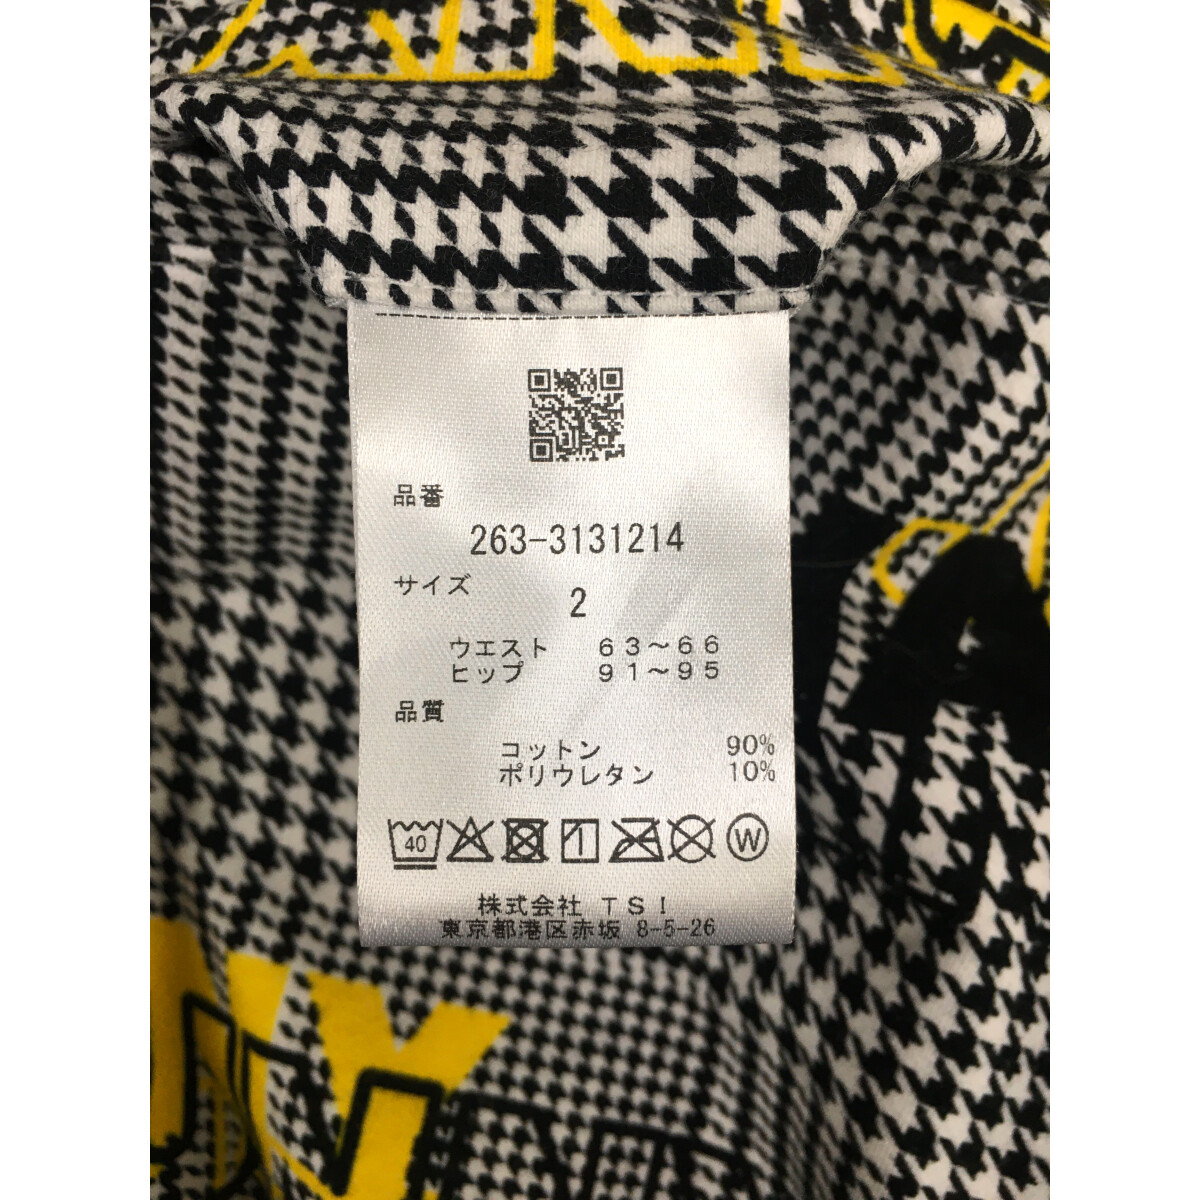 品番
263-3131214
サイズ
2
ウエスト 63～66
ヒップ 91～95
品質
コットン 90%
ポリウレタン 10%
40
W
株式会社 TSI
東京都港区赤坂 8-5-26